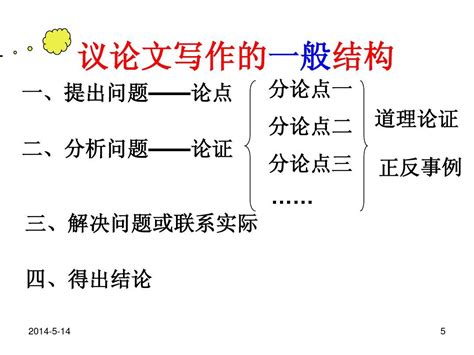 议论文写作的一般结构
一、提出问题——论点
二、分析问题——论证
分论点一
分论点二
分论点三
……
道理论证
正反事例
三、解决问题或联系实际
四、得出结论
2014-5-14
5